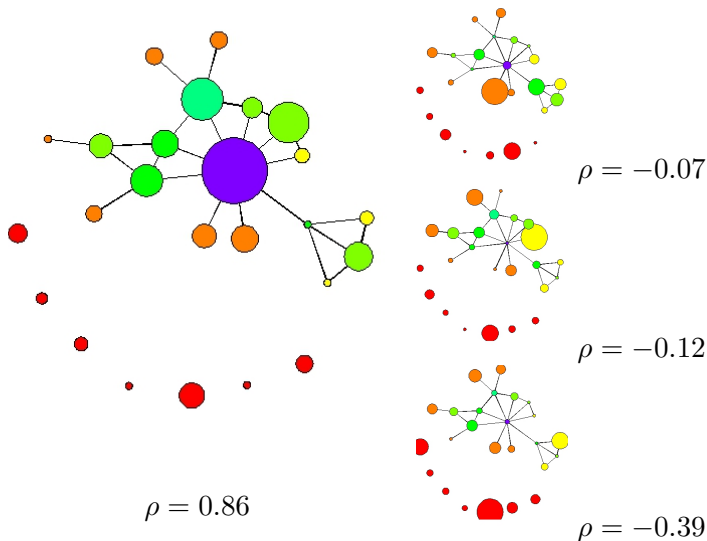 ρ = 0.86
ρ = −0.07
ρ = −0.12
ρ = −0.39